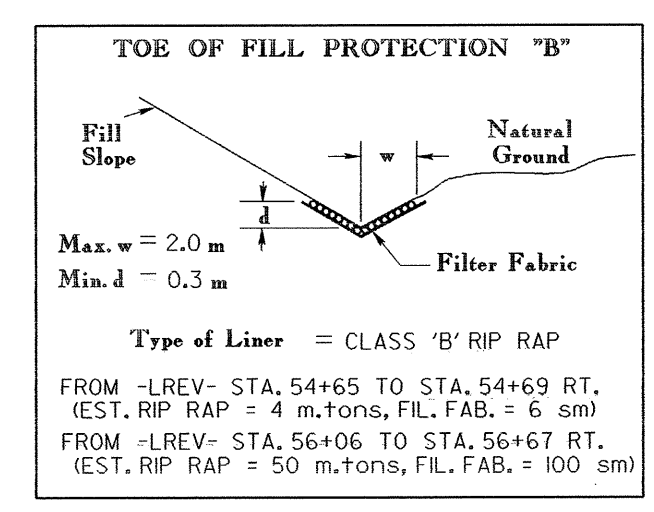 TOE OF FILL PROTECTION "B"
Fill
Slope
Natural
Ground
w
d
Max. w = 2.0 m
Min. d = 0.3 m
Filter Fabric
Type of Liner = CLASS 'B' RIP RAP
FROM -LREV- STA. 54+65 TO STA. 54+69 RT.
(EST. RIP RAP = 4 m.tons, FIL. FAB. = 6 sm)
FROM -LREV- STA. 56+06 TO STA. 56+67 RT.
(EST. RIP RAP = 50 m.tons, FIL. FAB. = 100 sm)